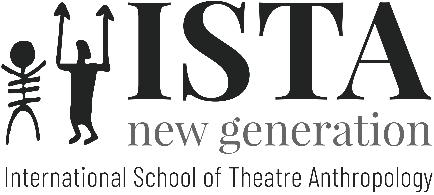 ISTA
new generation
International School of Theatre Anthropology